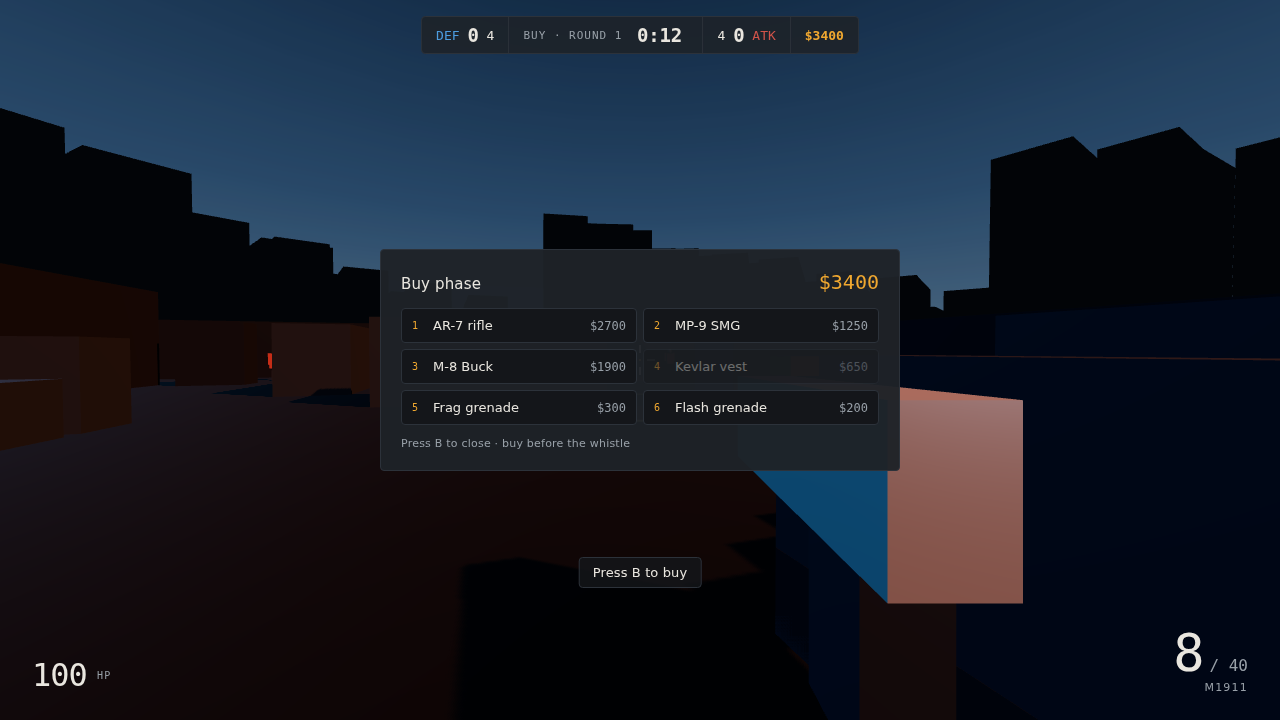 DEF 0 4 BUY · ROUND 1 0:12 4 0 ATK $3400
Buy phase $3400
1 AR-7 rifle $2700 2 MP-9 SMG $1250
3 M-8 Buck $1900 4 Kevlar vest $650
5 Frag grenade $300 6 Flash grenade $200
Press B to close · buy before the whistle
Press B to buy
100 HP
8 / 40
M1911